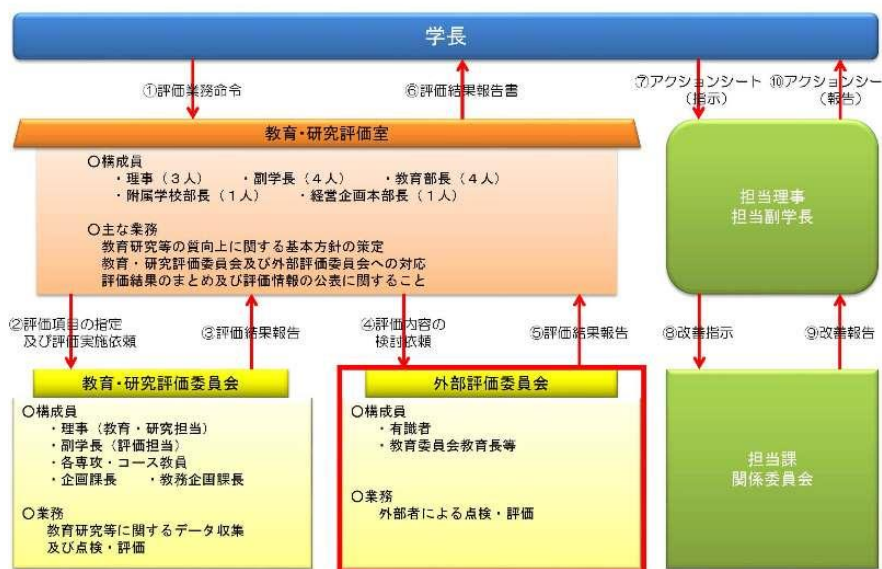 学長
①評価業務命令
⑥評価結果報告書
⑦アクションシート
（指示）
⑩アクションシー
（報告）
教育・研究評価室
○構成員
・理事（３人）　・副学長（４人）　・教育部長（４人）
・附属学校部長（１人）　・経営企画本部長（１人）
○主な業務
教育研究等の質向上に関する基本方針の策定
教育・研究評価委員会及び外部評価委員会への対応
評価結果のまとめ及び評価情報の公表に関すること
担当理事
担当副学長
②評価項目の指定
及び評価実施依頼
③評価結果報告
④評価内容の
検討依頼
⑤評価結果報告
⑧改善指示
⑨改善報告
教育・研究評価委員会
○構成員
・理事（教育・研究担当）
・副学長（評価担当）
・各専攻・コース教員
・企画課長　・教務企画課長
○業務
教育研究等に関するデータ収集
及び点検・評価
外部評価委員会
○構成員
・有識者
・教育委員会教育長等
○業務
外部者による点検・評価
担当課
関係委員会